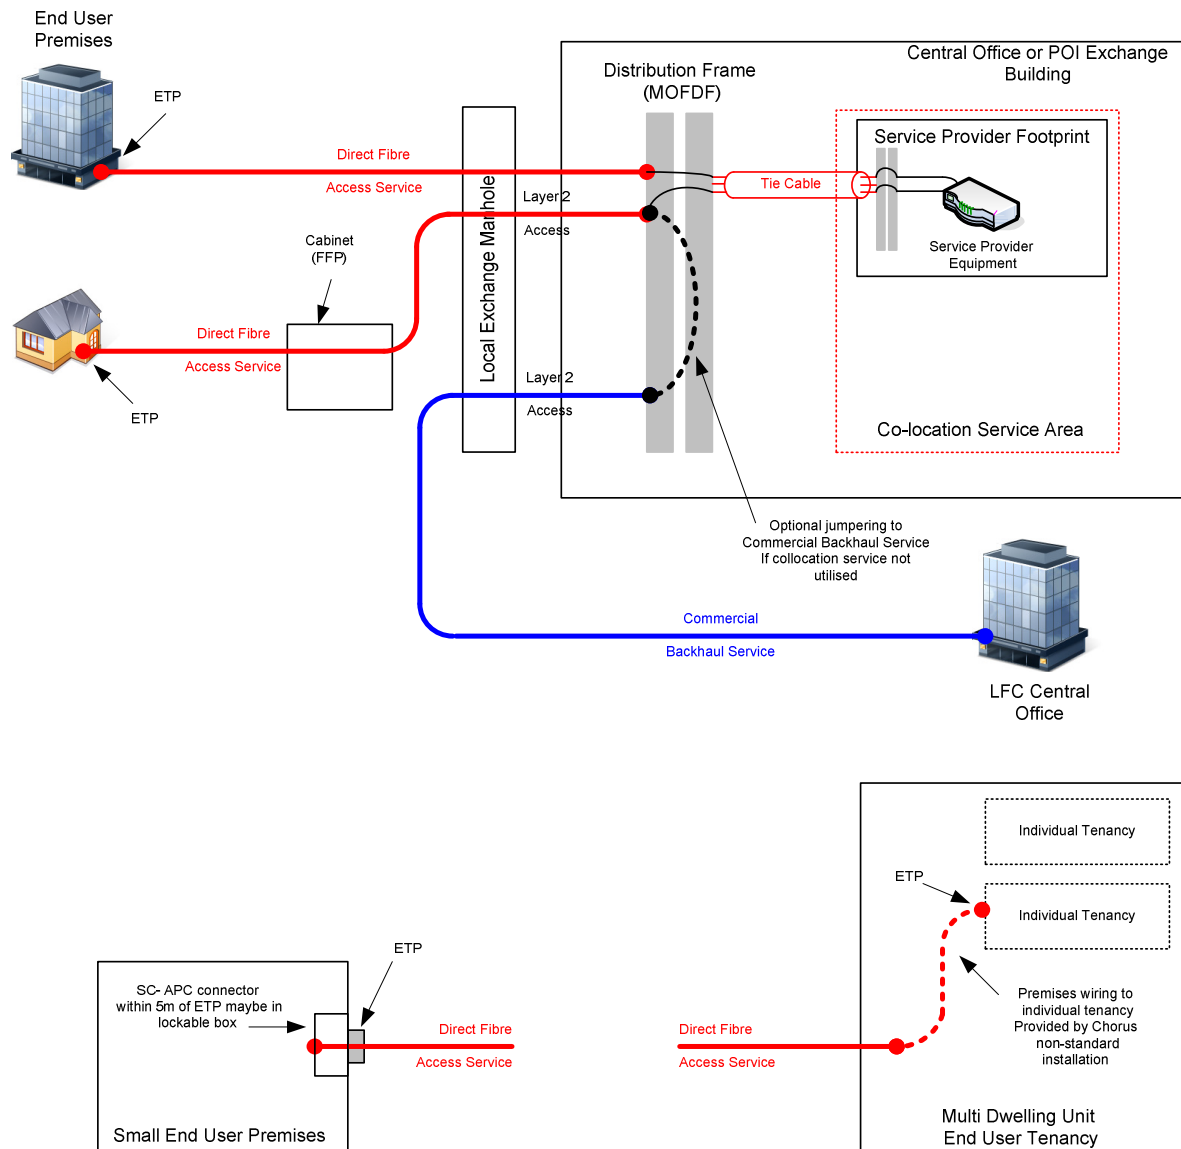 End User
Premises
ETP
Central Office or POI Exchange
Building
Distribution Frame
(MOFDF)
Service Provider Footprint
Direct Fibre
Access Service
Tie Cable
Layer 2
Access
Local Exchange Manhole
Cabinet
(FFP)
Service Provider
Equipment
Direct Fibre
Access Service
ETP
Layer 2
Access
Co-location Service Area
Optional jumpering to
Commercial Backhaul Service
If collocation service not
utilised
Commercial
Backhaul Service
LFC Central
Office
Individual Tenancy
ETP
Individual Tenancy
ETP
SC- APC connector
within 5m of ETP maybe in
lockable box
Direct Fibre
Access Service
Direct Fibre
Access Service
Premises wiring to
individual tenancy
Provided by Chorus
non-standard
installation
Small End User Premises
Multi Dwelling Unit
End User Tenancy